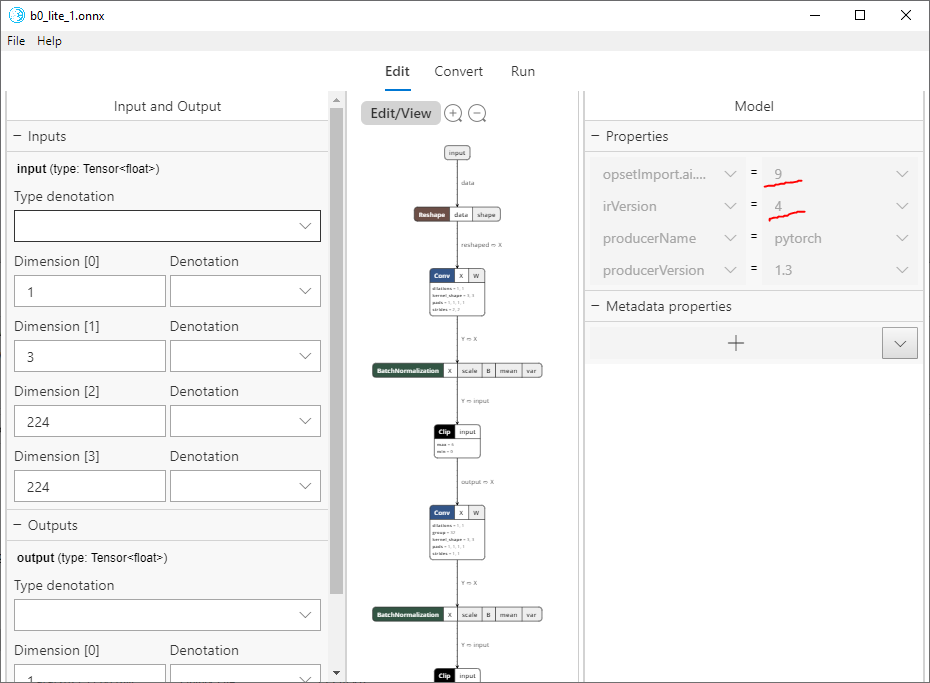 b0_lite_1.onnx
File Help
Edit Convert Run
Input and Output
− Inputs
input (type: Tensor<float>)
Type denotation
Dimension [0] Denotation
1
Dimension [1] Denotation
3
Dimension [2] Denotation
224
Dimension [3] Denotation
224
− Outputs
output (type: Tensor<float>)
Type denotation
Dimension [0] Denotation
1
Edit/View
input
data
Reshape data shape
reshaped ⇨ X
Conv X W
dilations = 1, 1
kernel_shape = 3, 3
pads = 1, 1, 1, 1
strides = 2, 2
Y ⇨ X
BatchNormalization X scale B mean var
Y ⇨ input
Clip input
max = 6
min = 0
output ⇨ X
Conv X W
dilations = 1, 1
group = 32
kernel_shape = 3, 3
pads = 1, 1, 1, 1
strides = 1, 1
Y ⇨ X
BatchNormalization X scale B mean var
Y ⇨ input
Clip input
Model
− Properties
opsetImport.ai.... = 9
irVersion = 4
producerName = pytorch
producerVersion = 1.3
− Metadata properties